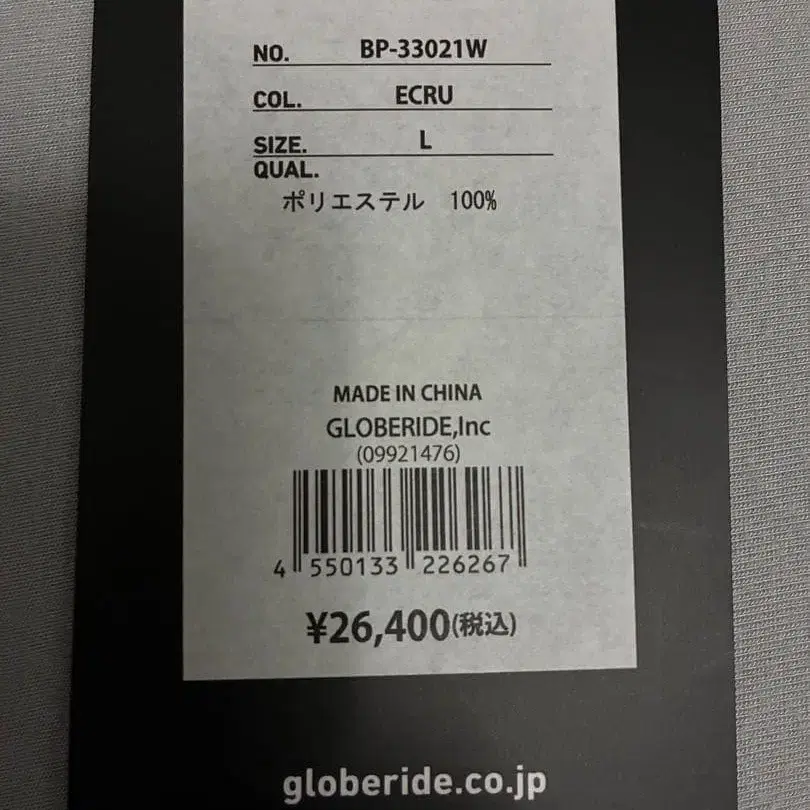 NO. BP-33021W
COL. ECRU
SIZE. L
QUAL.
ポリエステル 100%
MADE IN CHINA
GLOBERIDE,Inc
(09921476)
4 550133 226267
¥26,400(税込)
globeride.co.jp